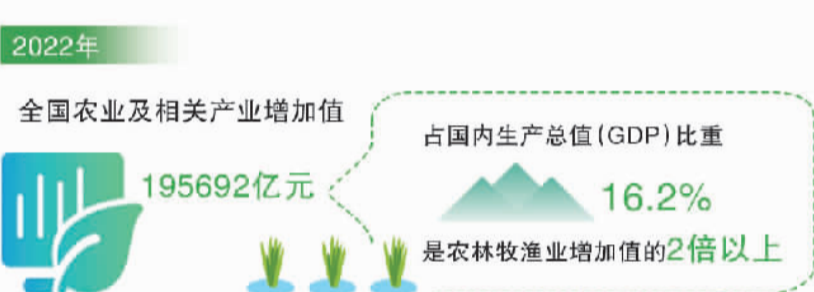 2022年
全国农业及相关产业增加值
195692亿元
占国内生产总值(GDP)比重
16.2%
是农林牧渔业增加值的2倍以上